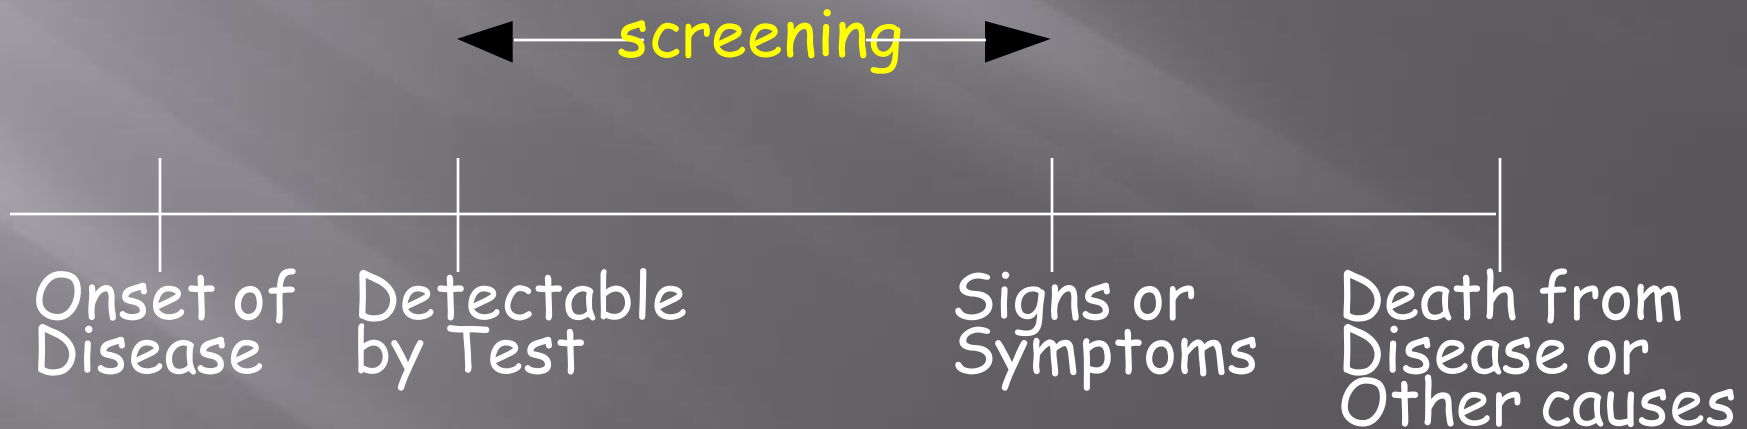 screening
Onset of
Disease
Detectable
by Test
Signs or
Symptoms
Death from
Disease or
Other causes